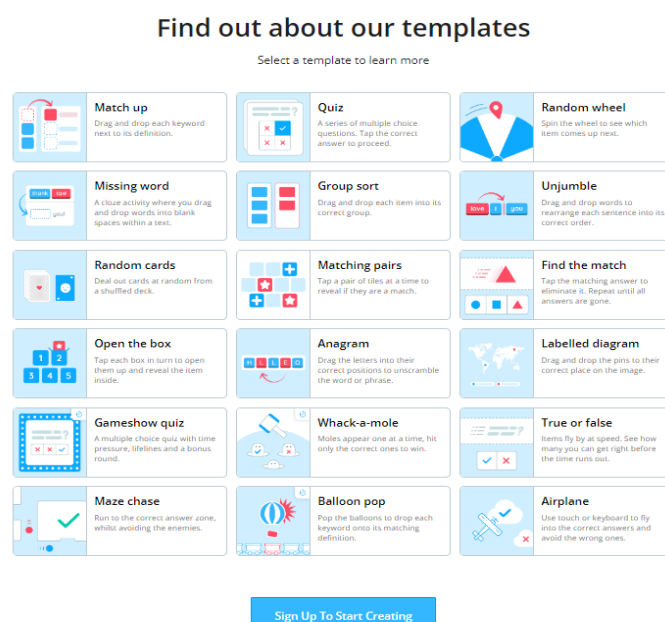 Find out about our templates
Select a template to learn more
Match up
Drag and drop each keyword
next to its definition.
Quiz
A series of multiple choice
questions. Tap the correct
answer to proceed.
Random wheel
Spin the wheel to see which
item comes up next.
Missing word
A cloze activity where you drag
and drop words into blank
spaces within a text.
thank
see
you!
Group sort
Drag and drop each item into its
correct group.
Unjumble
Drag and drop words to
rearrange each sentence into its
correct order.
love I you
Random cards
Deal out cards at random from
a shuffled deck.
Matching pairs
Tap a pair of tiles at a time to
reveal if they are a match.
Find the match
Tap the matching answer to
eliminate it. Repeat until all
answers are gone.
Open the box
Tap each box in turn to open
them up and reveal the item
inside.
1 2
3 4 5
Anagram
Drag the letters into their
correct positions to unscramble
the word or phrase.
H L L E O
Labelled diagram
Drag and drop the pins to their
correct place on the image.
Gameshow quiz
A multiple choice quiz with time
pressure, lifelines and a bonus
round.
?
Whack-a-mole
Moles appear one at a time, hit
only the correct ones to win.
True or false
Items fly by at speed. See how
many you can get right before
the time runs out.
?
Maze chase
Run to the correct answer zone,
whilst avoiding the enemies.
Balloon pop
Pop the balloons to drop each
keyword onto its matching
definition.
Airplane
Use touch or keyboard to fly
into the correct answers and
avoid the wrong ones.
Sign Up To Start Creating